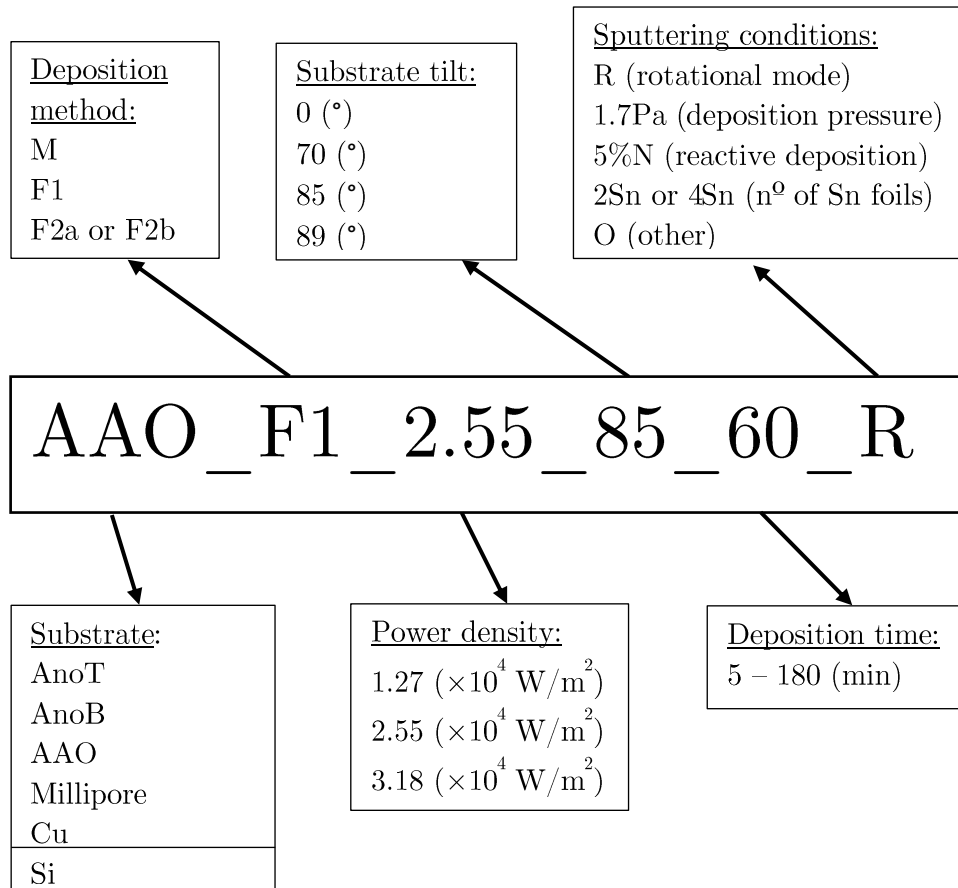 Deposition
method:
M
F1
F2a or F2b
Substrate tilt:
0 (°)
70 (°)
85 (°)
89 (°)
Sputtering conditions:
R (rotational mode)
1.7Pa (deposition pressure)
5%N (reactive deposition)
2Sn or 4Sn (nº of Sn foils)
O (other)
AAO_F1_2.55_85_60_R
Substrate:
AnoT
AnoB
AAO
Millipore
Cu
Si
Power density:
1.27 (×10⁴ W/m²)
2.55 (×10⁴ W/m²)
3.18 (×10⁴ W/m²)
Deposition time:
5 – 180 (min)